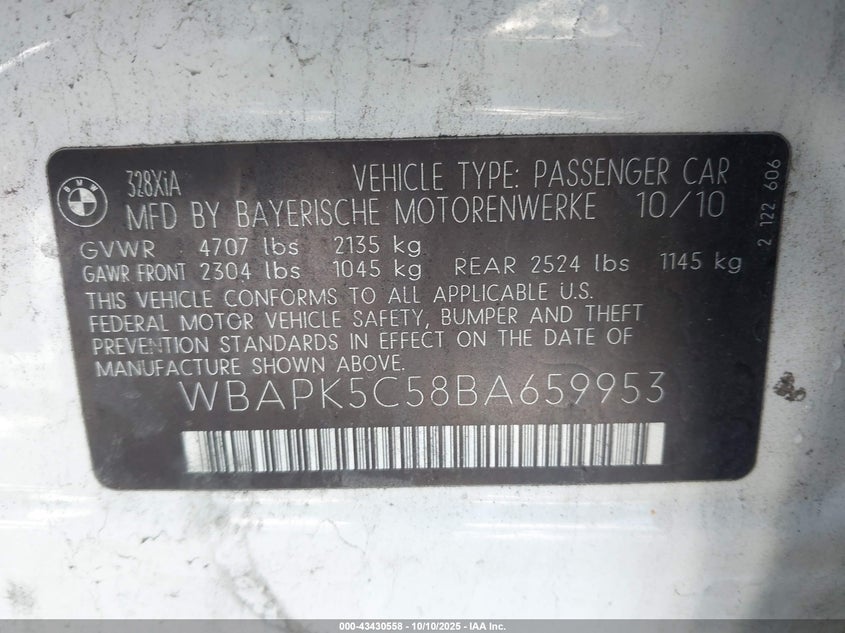 BMW
328XiA VEHICLE TYPE: PASSENGER CAR
MFD BY BAYERISCHE MOTORENWERKE 10/10
GVWR 4707 lbs 2135 kg
GAWR FRONT 2304 lbs 1045 kg REAR 2524 lbs 1145 kg
THIS VEHICLE CONFORMS TO ALL APPLICABLE U.S.
FEDERAL MOTOR VEHICLE SAFETY, BUMPER AND THEFT
PREVENTION STANDARDS IN EFFECT ON THE DATE OF
MANUFACTURE SHOWN ABOVE.
WBAPK5C58BA659953
2 122 606
000-43430558 - 10/10/2025 - IAA Inc.